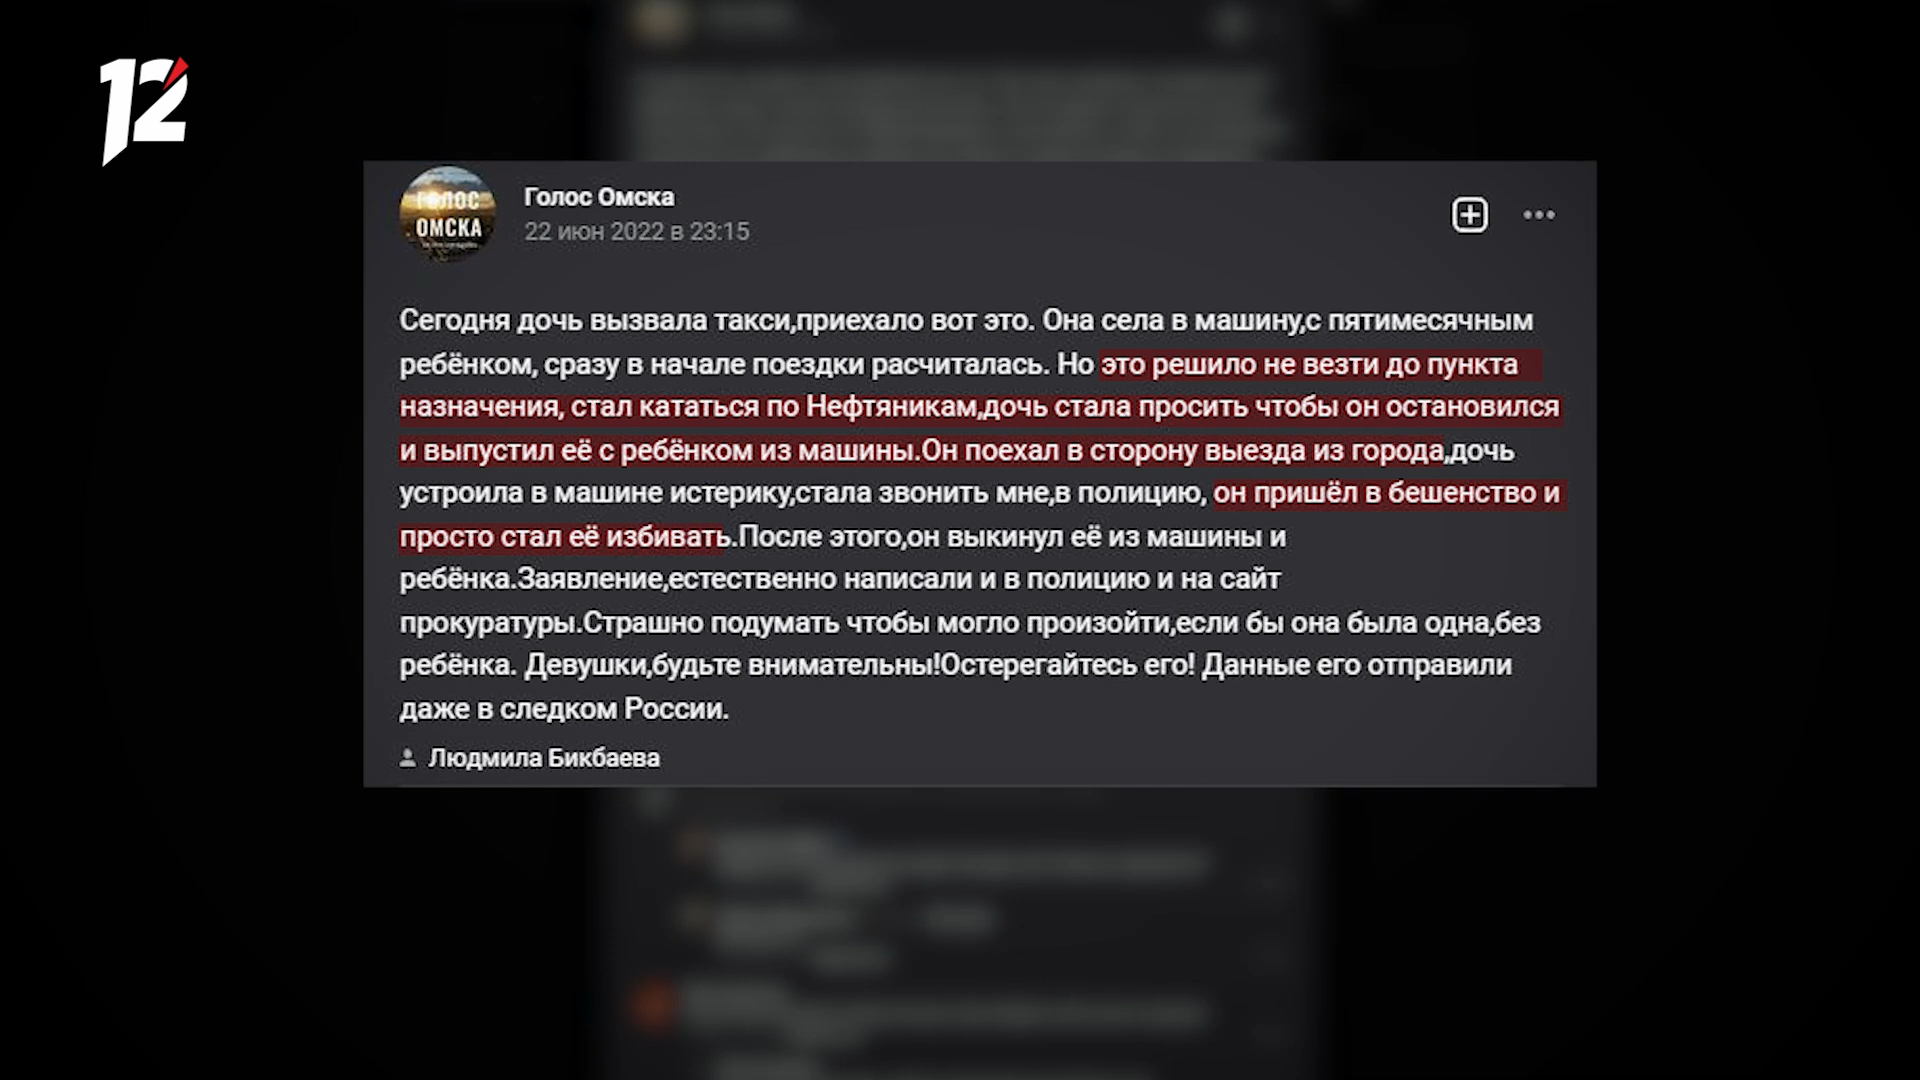 12
Голос Омска
22 июн 2022 в 23:15
ГОЛОС
ОМСКА
Сегодня дочь вызвала такси,приехало вот это. Она села в машину,с пятимесячным
ребёнком, сразу в начале поездки расчиталась. Но это решило не везти до пункта
назначения, стал кататься по Нефтяникам,дочь стала просить чтобы он остановился
и выпустил её с ребёнком из машины.Он поехал в сторону выезда из города,дочь
устроила в машине истерику,стала звонить мне,в полицию, он пришёл в бешенство и
просто стал её избивать.После этого,он выкинул её из машины и
ребёнка.Заявление,естественно написали и в полицию и на сайт
прокуратуры.Страшно подумать чтобы могло произойти,если бы она была одна,без
ребёнка. Девушки,будьте внимательны!Остерегайтесь его! Данные его отправили
даже в следком России.
Людмила Бикбаева